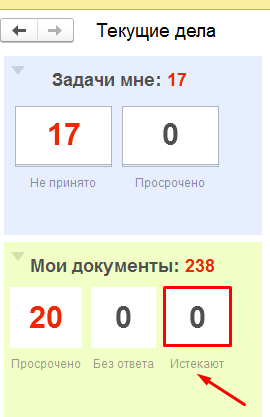 Текущие дела
Задачи мне: 17
17 0
Не принято Просрочено
Мои документы: 238
20 0 0
Просрочено Без ответа Истекают